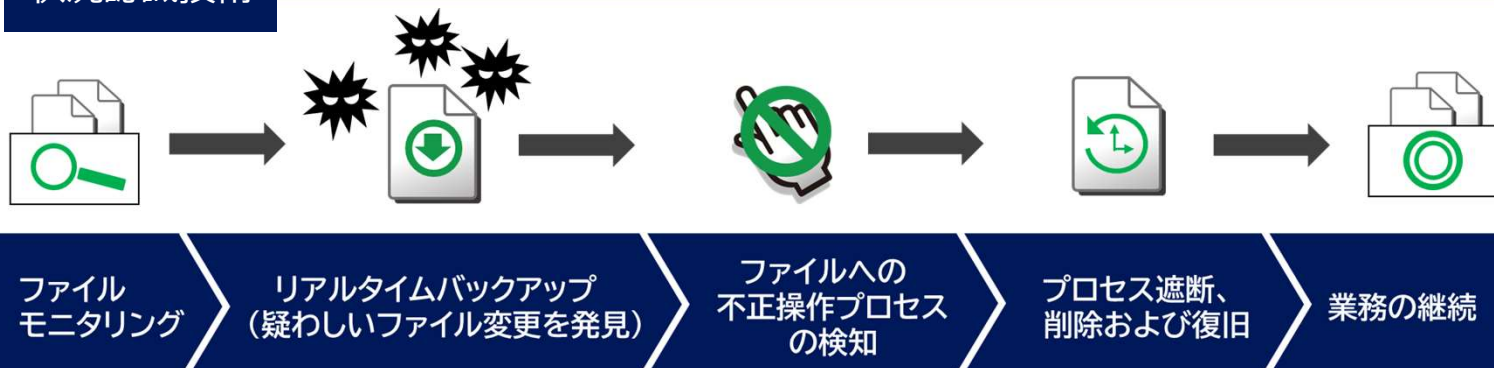 ファイル
モニタリング
リアルタイムバックアップ
（疑わしいファイル変更を発見）
ファイルへの
不正操作プロセス
の検知
プロセス遮断、
削除および復旧
業務の継続